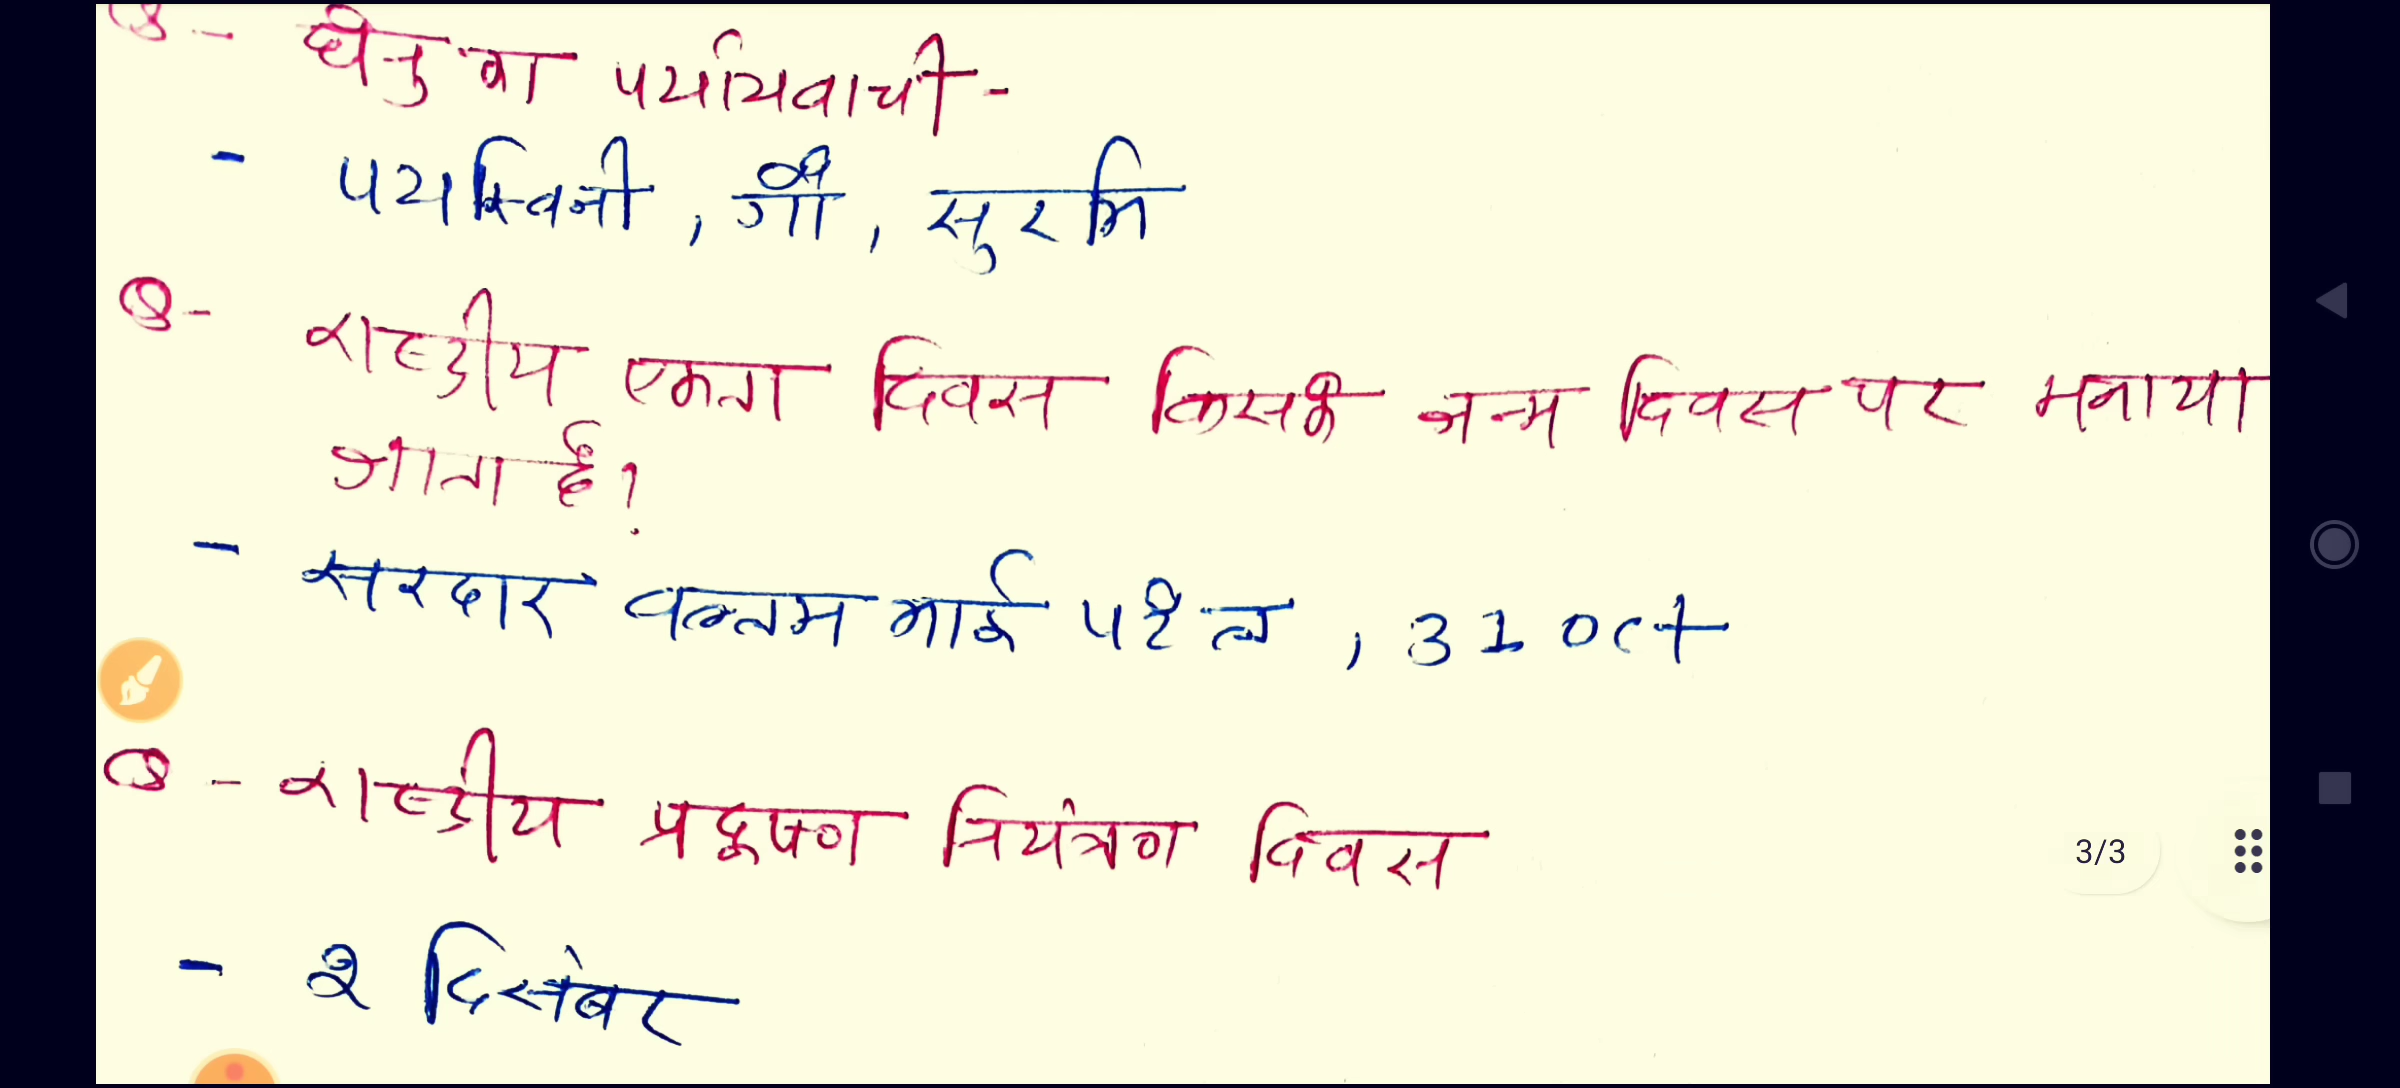 Q - धेनु का पर्यायवाची -
- पयस्विनी, गौ, सुरभि
Q - राष्ट्रीय एकता दिवस किसके जन्म दिवस पर मनाया
जाता है?
- सरदार वल्लभ भाई पटेल, 31 Oct
Q - राष्ट्रीय प्रदूषण नियंत्रण दिवस
3/3
- 2 दिसंबर